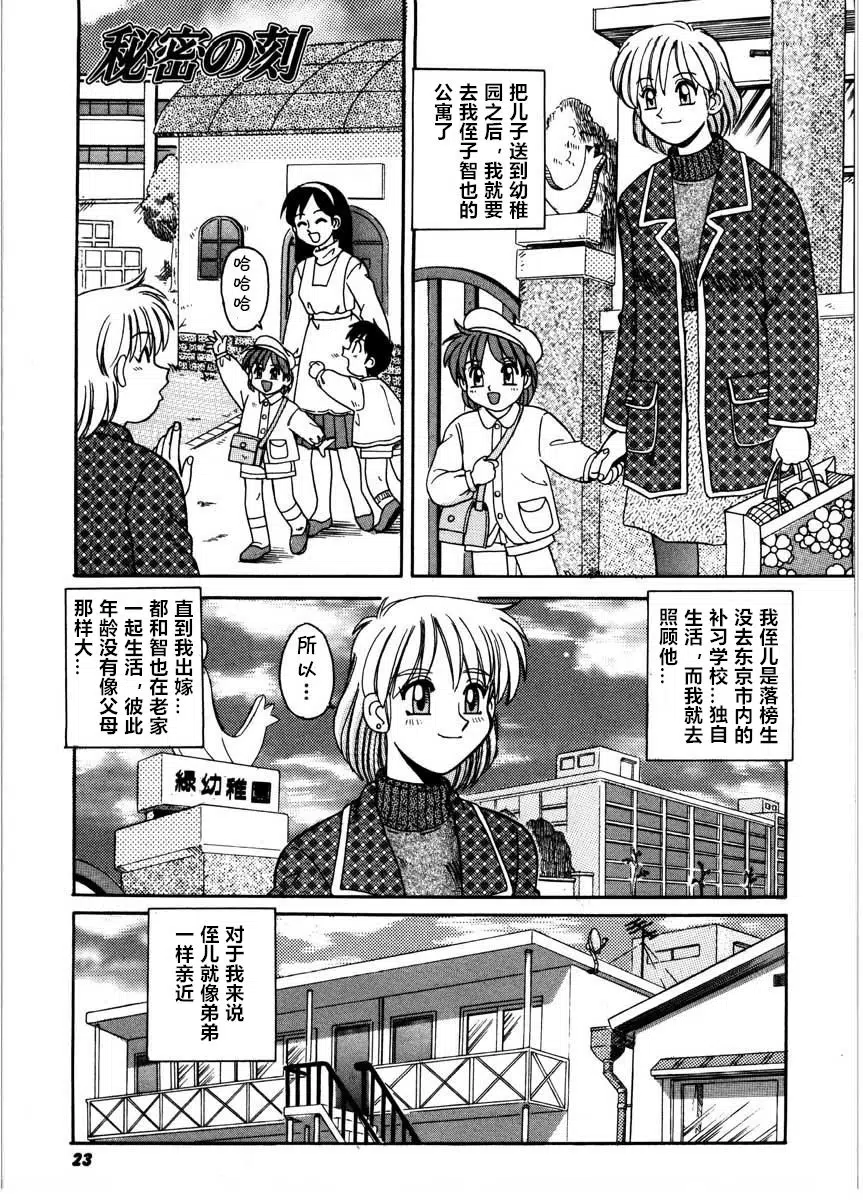 秘密の刻
把儿子送到幼稚
园之后，我就要
去我侄子智也的
公寓了
哈哈哈
我侄儿是落榜生
没去东京市内的
补习学校…独自
生活，而我就去
照顾他…
所以…
直到我出嫁…
都和智也在老家
一起生活，彼此
年龄没有像父母
那样大…
緑幼稚園
对于我来说
侄儿就像弟弟
一样亲近
23